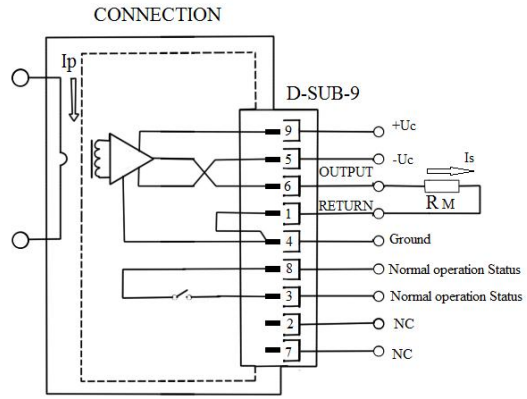 CONNECTION
Ip
D-SUB-9
9 +Uc
5 -Uc
OUTPUT Is
6
RETURN R M
1
4 Ground
8 Normal operation Status
3 Normal operation Status
2 NC
7 NC